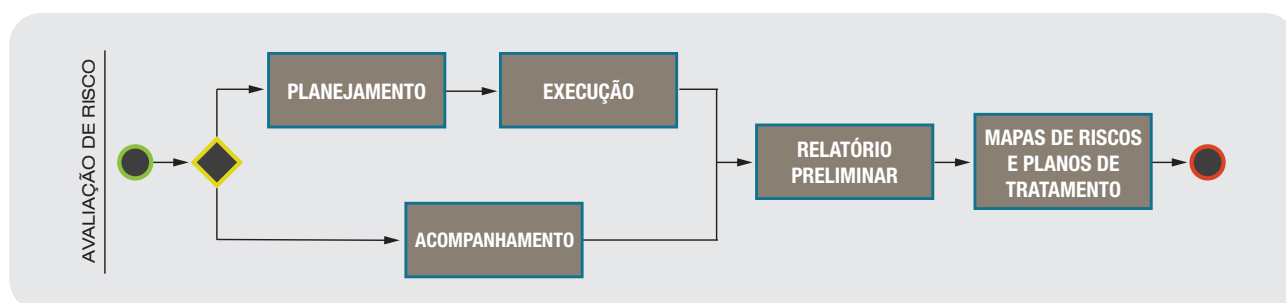 AVALIAÇÃO DE RISCO
PLANEJAMENTO
EXECUÇÃO
ACOMPANHAMENTO
RELATÓRIO
PRELIMINAR
MAPAS DE RISCOS
E PLANOS DE
TRATAMENTO